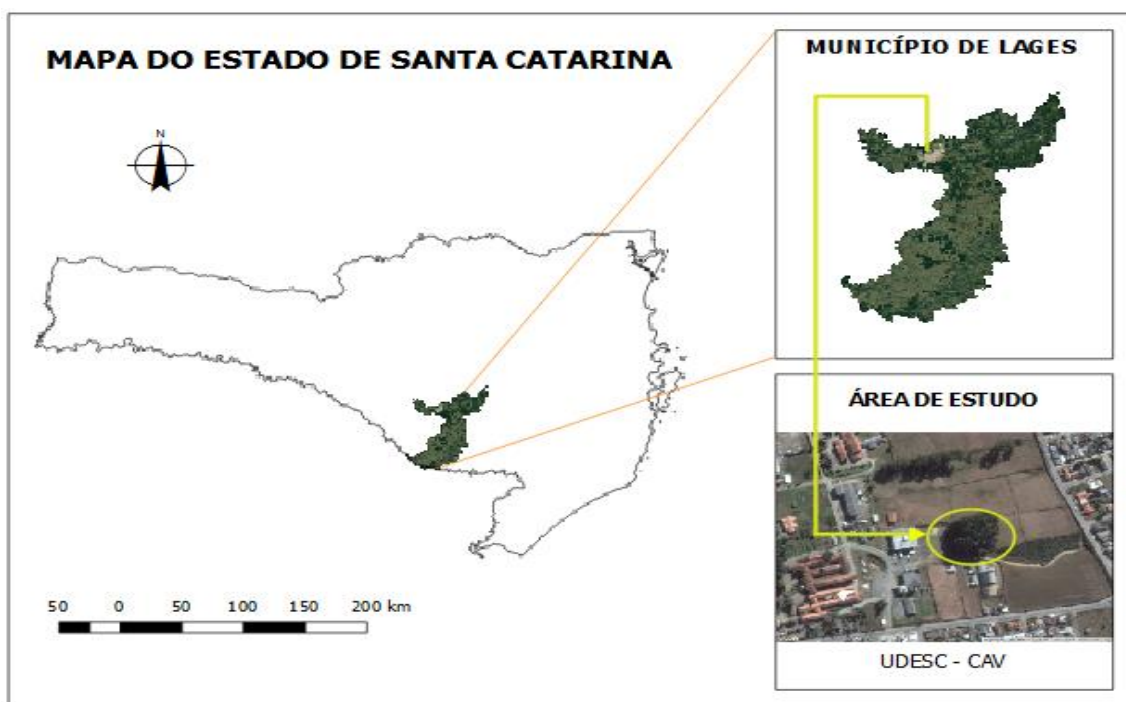 MAPA DO ESTADO DE SANTA CATARINA
N
50 0 50 100 150 200 km
MUNICÍPIO DE LAGES
ÁREA DE ESTUDO
UDESC - CAV